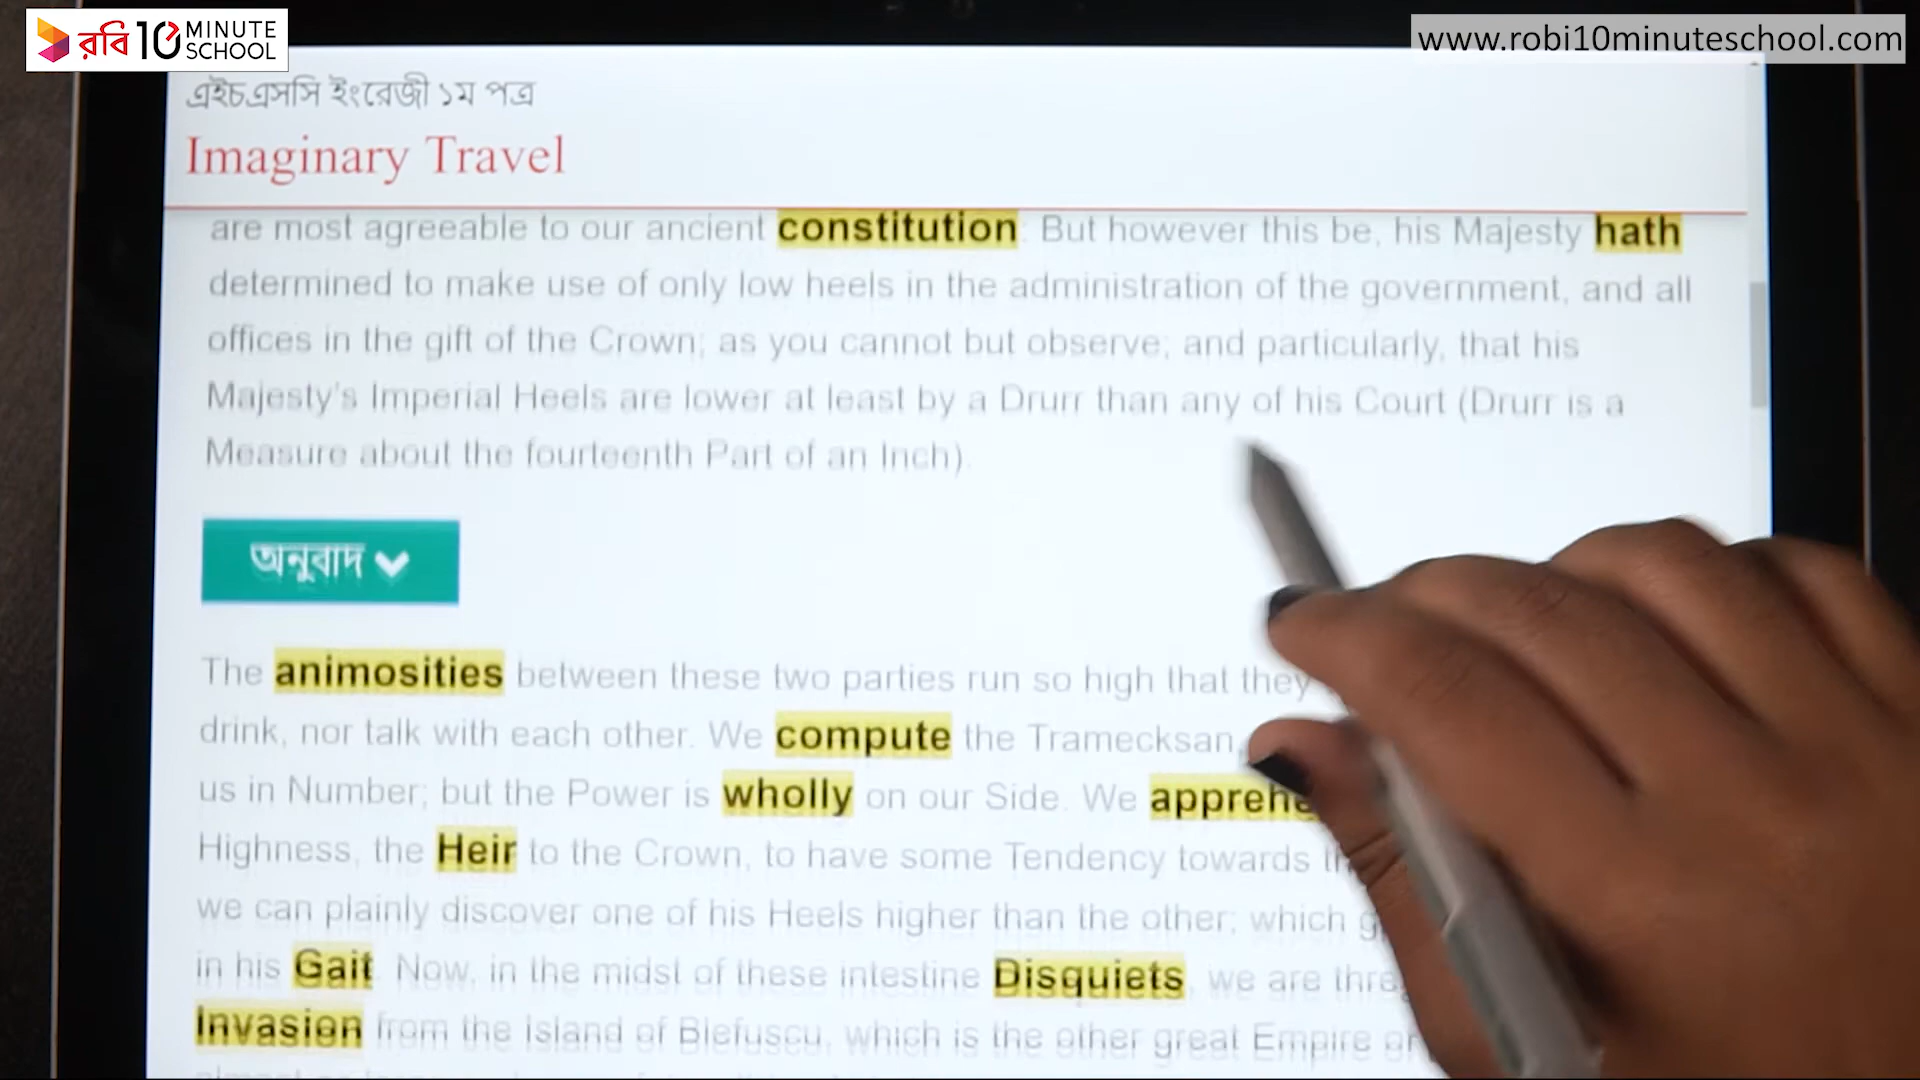 রবি 10 MINUTE SCHOOL
www.robi10minuteschool.com
এইচএসসি ইংরেজী ১ম পত্র
Imaginary Travel
are most agreeable to our ancient constitution: But however this be, his Majesty hath
determined to make use of only low heels in the administration of the government, and all
offices in the gift of the Crown; as you cannot but observe; and particularly, that his
Majesty's Imperial Heels are lower at least by a Drurr than any of his Court (Drurr is a
Measure about the fourteenth Part of an Inch).
অনুবাদ
The animosities between these two parties run so high that they
drink, nor talk with each other. We compute the Tramecksan,
us in Number; but the Power is wholly on our Side. We
Highness, the Heir to the Crown, to have some Tendency towards
we can plainly discover one of his Heels higher than the other; which
in his Gait. Now, in the midst of these intestine Disquiets, we are
Invasion from the Island of Blefuscu, which is the other great Empire